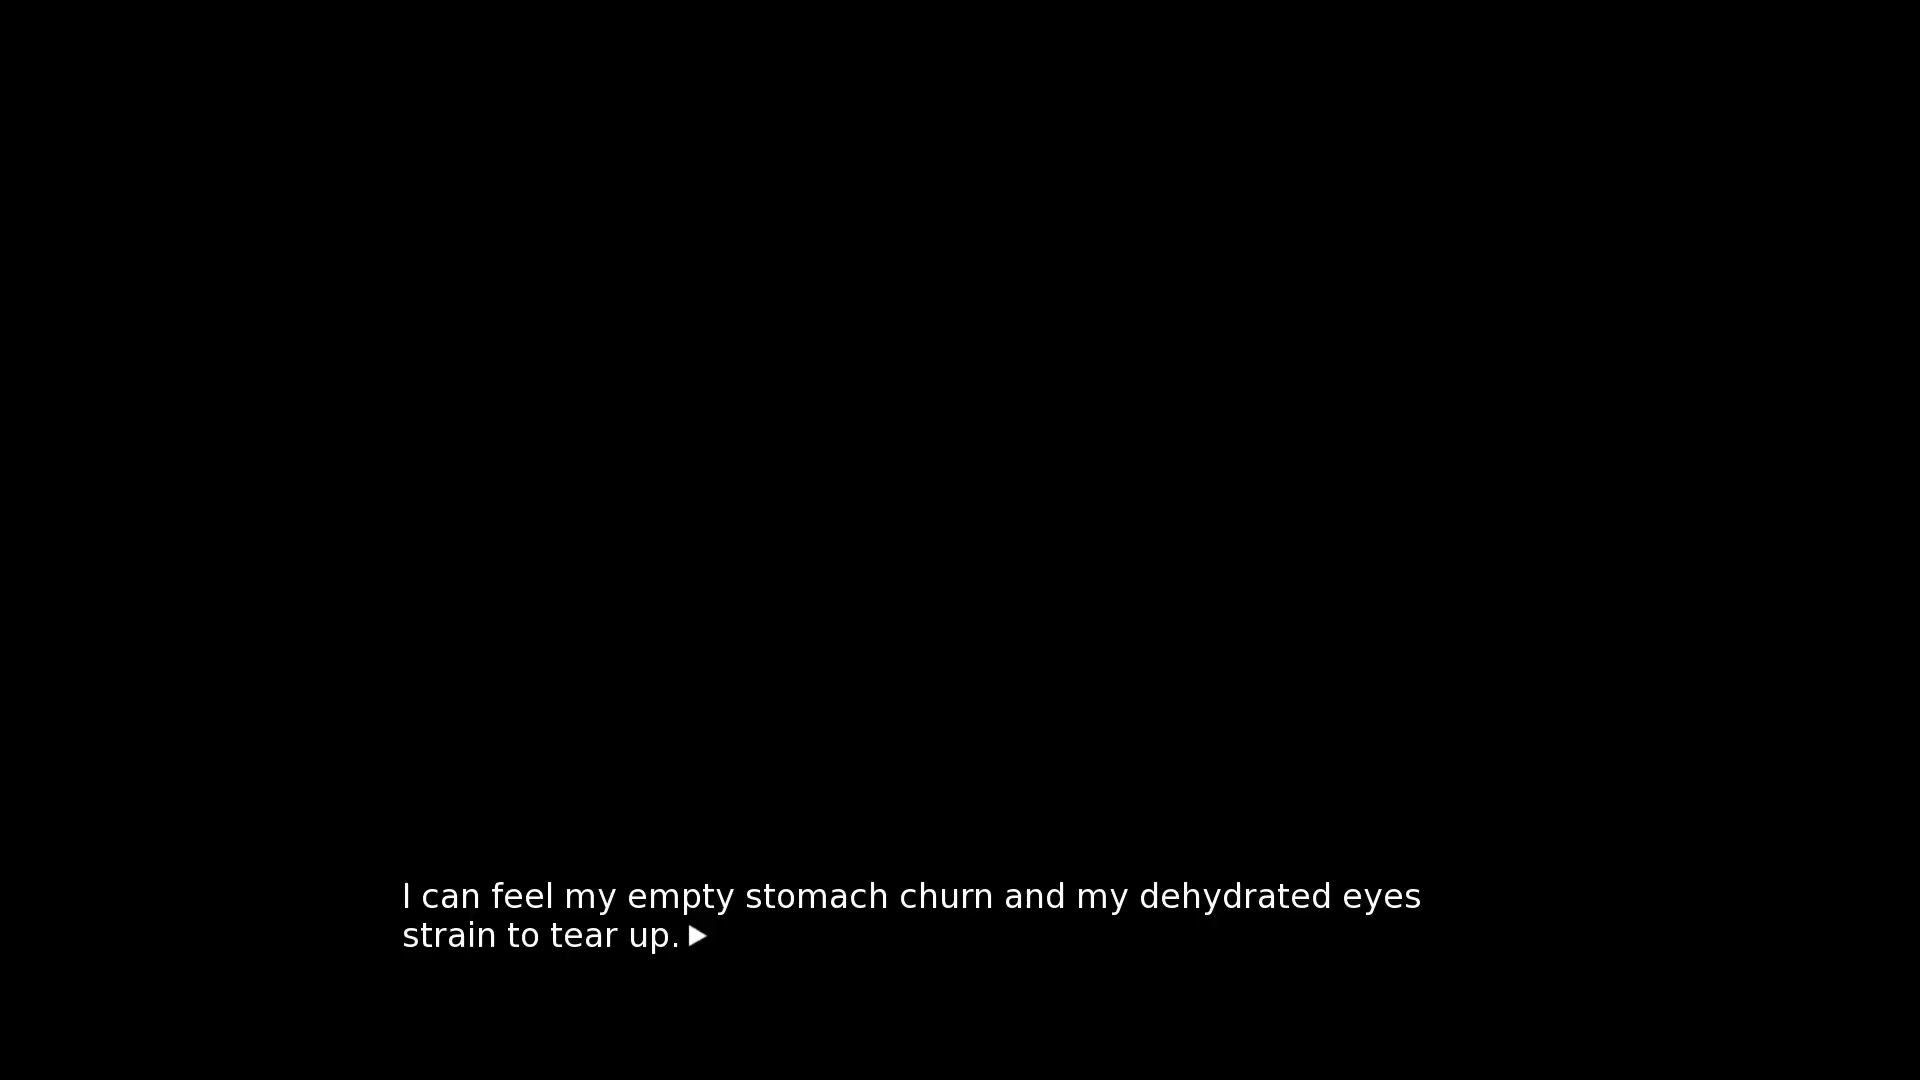 I can feel my empty stomach churn and my dehydrated eyes
strain to tear up.